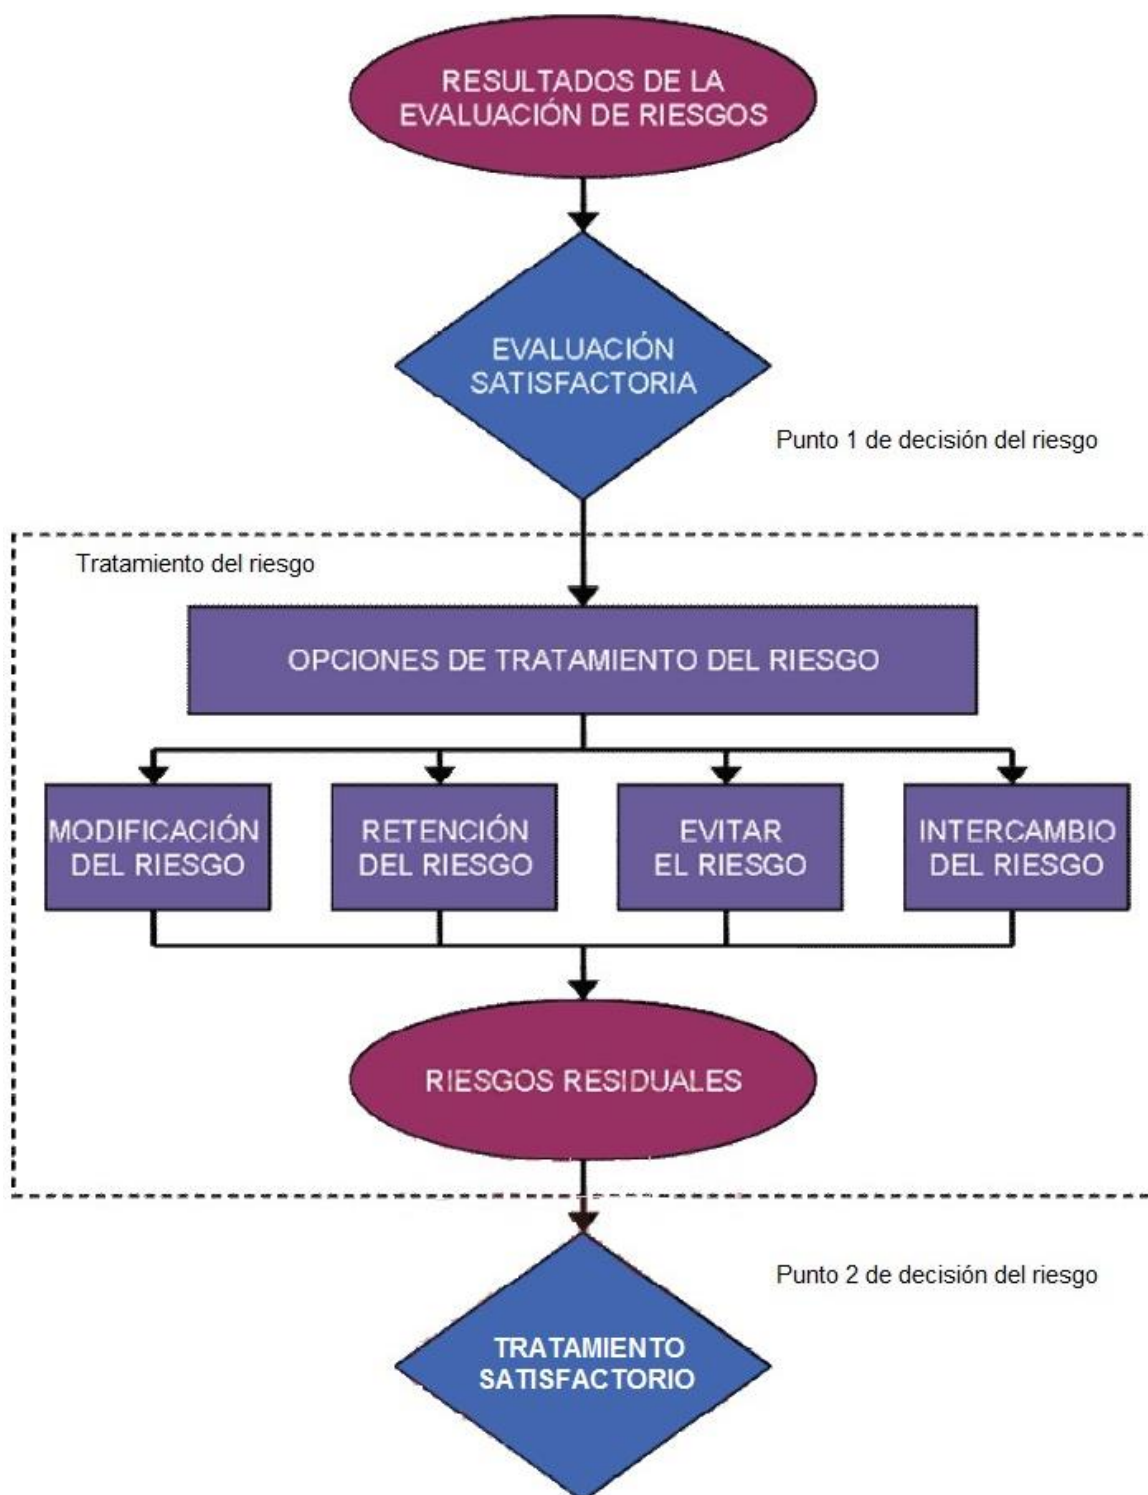 RESULTADOS DE LA
EVALUACIÓN DE RIESGOS
EVALUACIÓN
SATISFACTORIA
Punto 1 de decisión del riesgo
Tratamiento del riesgo
OPCIONES DE TRATAMIENTO DEL RIESGO
MODIFICACIÓN
DEL RIESGO
RETENCIÓN
DEL RIESGO
EVITAR
EL RIESGO
INTERCAMBIO
DEL RIESGO
RIESGOS RESIDUALES
Punto 2 de decisión del riesgo
TRATAMIENTO
SATISFACTORIO